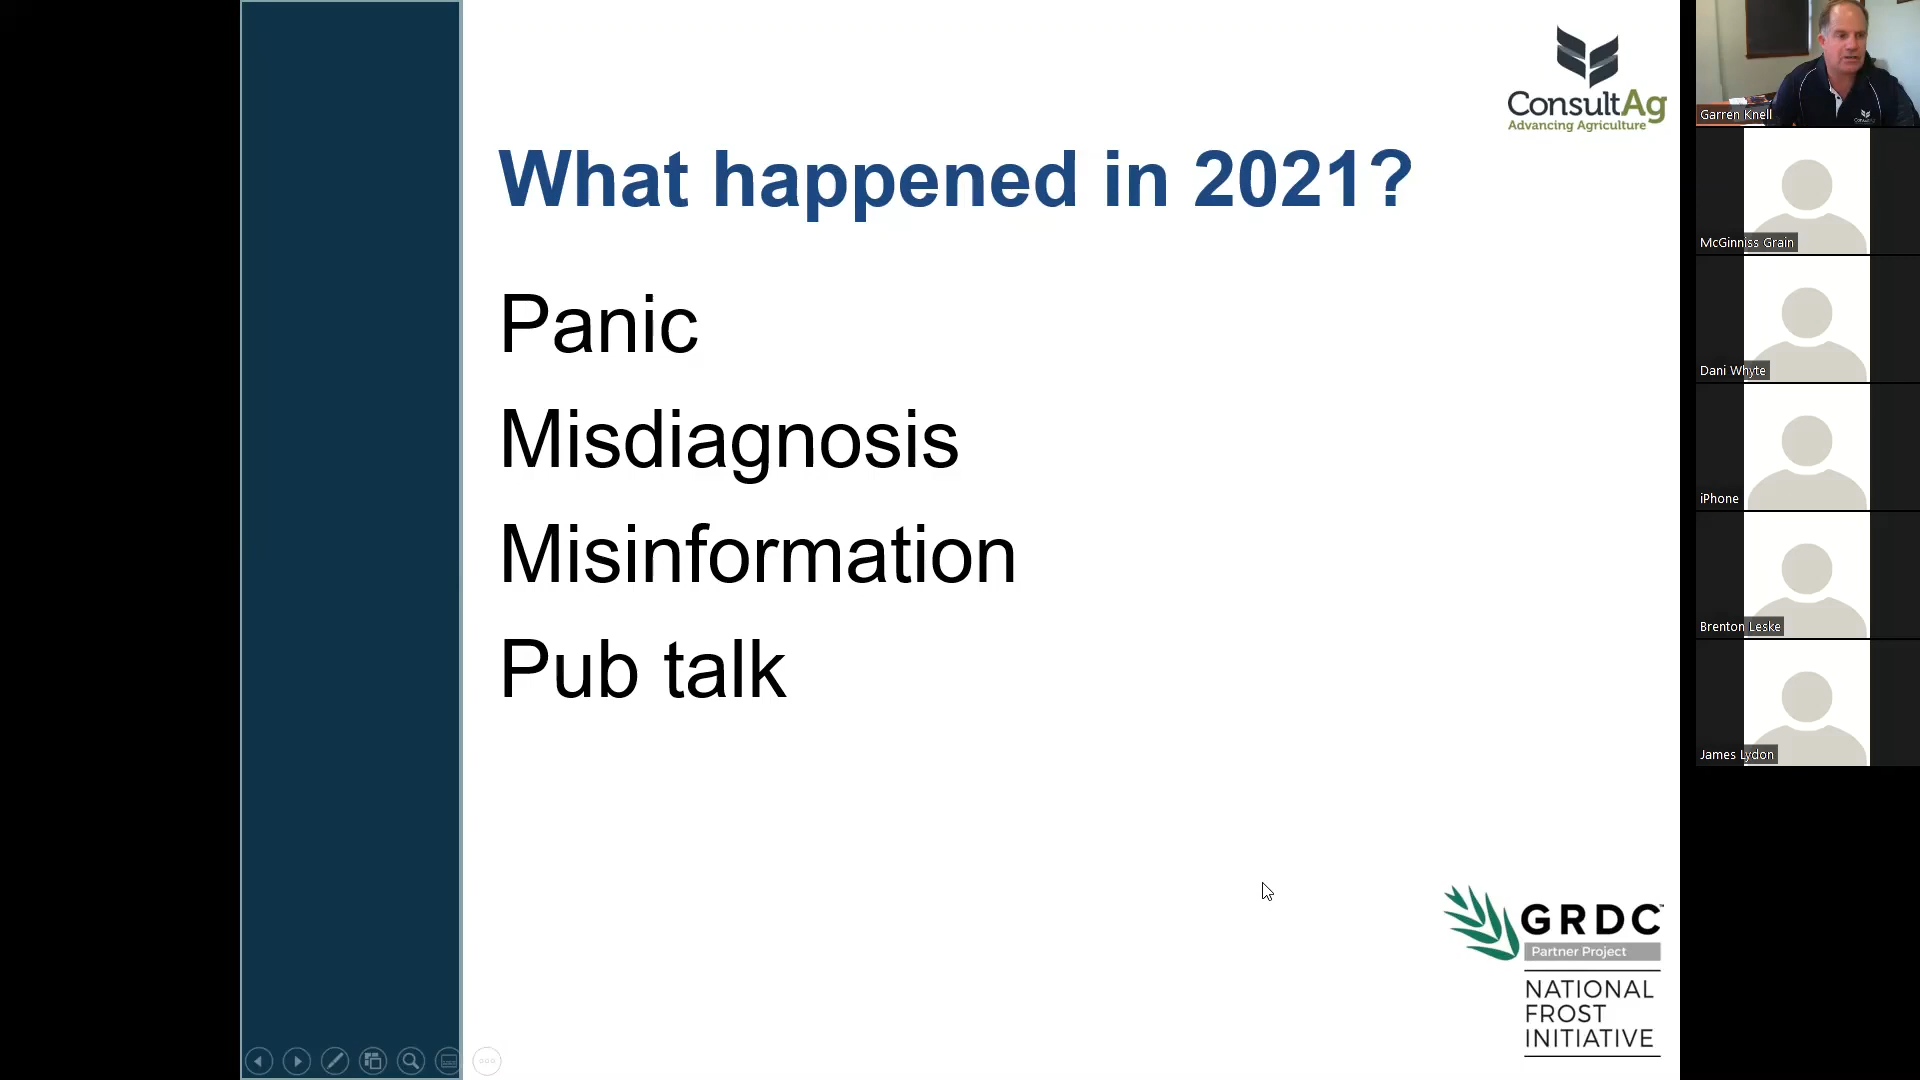 ConsultAg
Advancing Agriculture
What happened in 2021?
Panic
Misdiagnosis
Misinformation
Pub talk
GRDC™
Partner Project
NATIONAL
FROST
INITIATIVE
Garren Knell
McGinniss Grain
Dani Whyte
iPhone
Brenton Leske
James Lydon